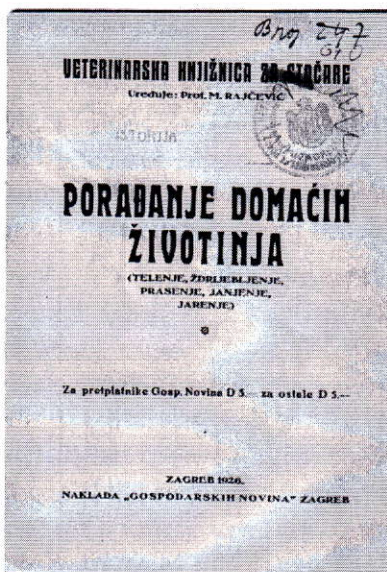 Broj 247
VETERINARSKA KNJIŽNICA ZA STOČARE
Uređuje: Prof. M. RAJČEVIĆ
PORAĐANJE DOMAĆIH
ŽIVOTINJA
(TELENJE, ŽDRIJEBLJENJE,
PRASENJE, JANJENJE,
JARENJE)
Za pretplatnike Gosp. Novina D 3.— za ostale D 5.--
ZAGREB 1926.
NAKLADA „GOSPODARSKIH NOVINA" ZAGREB